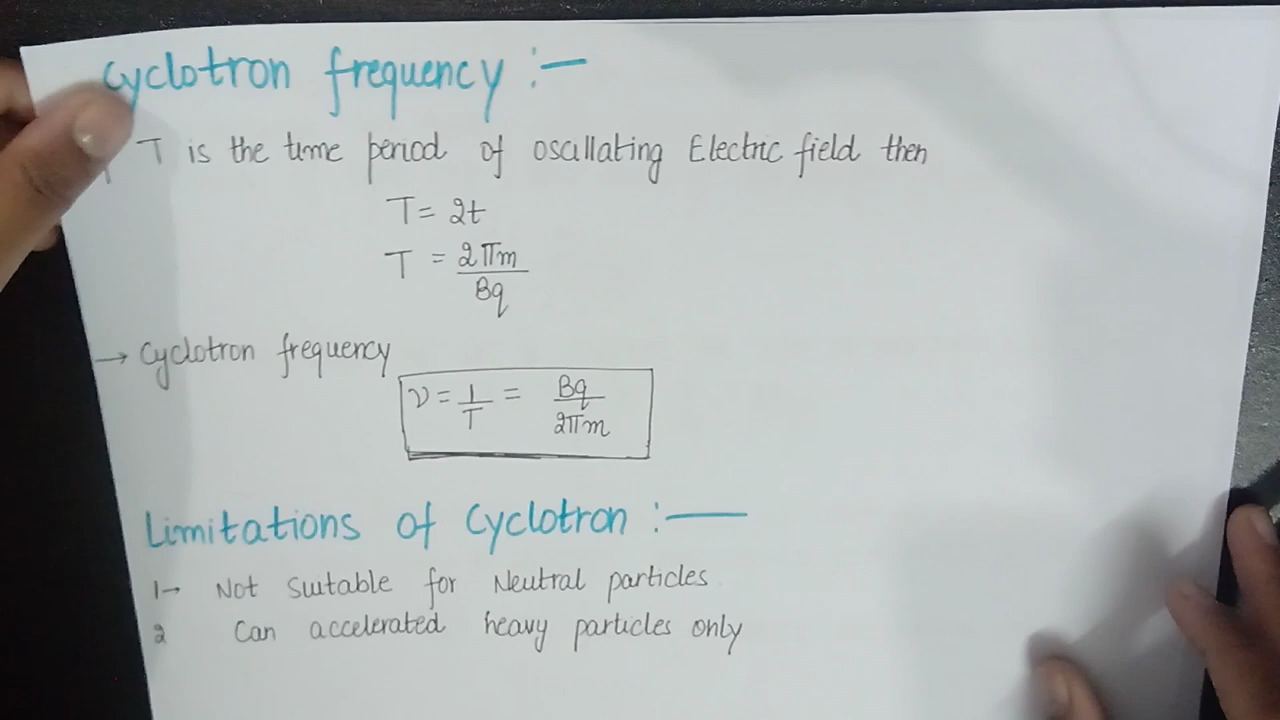 Cyclotron frequency :-
T is the time period of oscillating Electric field then
T = 2t
T = 2πm / Bq
→ Cyclotron frequency
ν = 1/T = Bq / 2πm
Limitations of Cyclotron :-
1→ Not suitable for Neutral particles
2 Can accelerated heavy particles only